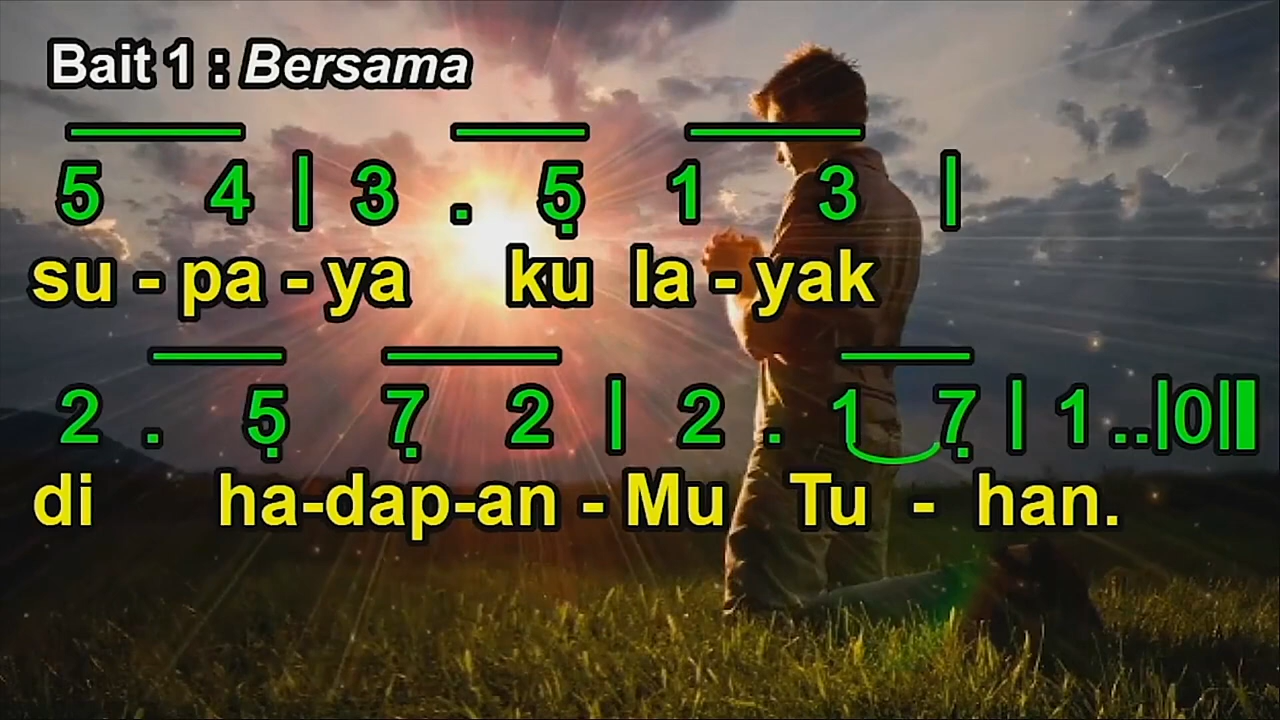 Bait 1 : Bersama
5 4 | 3 . 5̣ 1 3 |
su - pa - ya ku la - yak
2 . 5̣ 7̣ 2 | 2 . 1 7̣ | 1 . . | 0 ||
di ha-dap-an - Mu Tu - han.